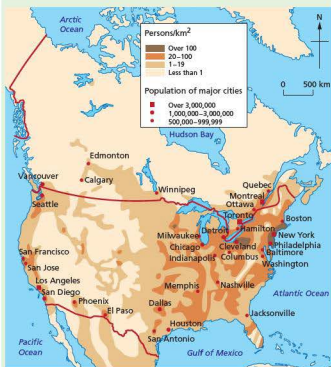 Arctic
Ocean
N
Persons/km²
Over 100
20–100
1–19
Less than 1
Population of major cities
Over 3,000,000
1,000,000–3,000,000
500,000–999,999
0 500 km
Hudson Bay
Edmonton
Calgary
Vancouver
Seattle
Winnipeg
Quebec
Montreal
Ottawa
Toronto
Boston
Milwaukee
Detroit
Hamilton
New York
Chicago
Cleveland
Philadelphia
Indianapolis
Columbus
Baltimore
Washington
San Francisco
San Jose
Los Angeles
San Diego
Phoenix
El Paso
Memphis
Nashville
Dallas
Atlantic Ocean
Jacksonville
Houston
San Antonio
Pacific
Ocean
Gulf of Mexico